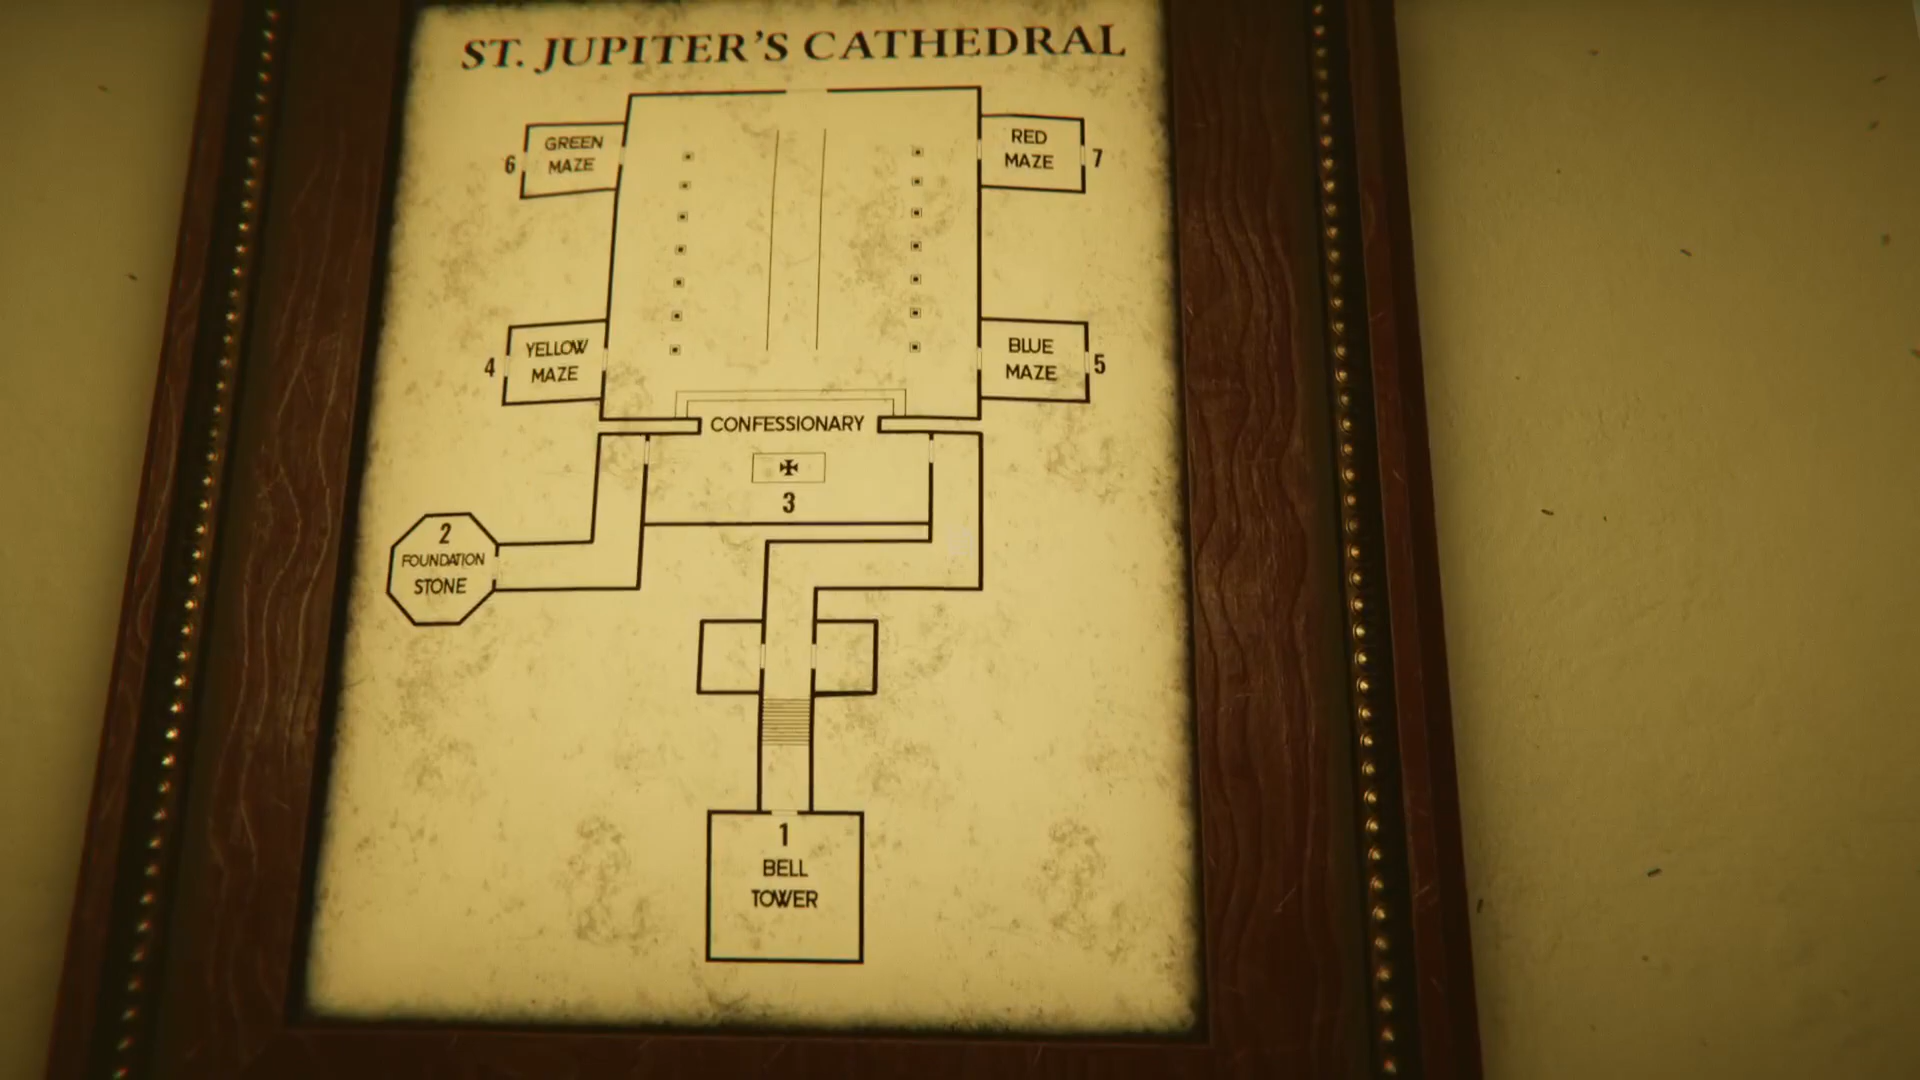 ST. JUPITER'S CATHEDRAL
GREEN
MAZE
6
RED
MAZE
7
YELLOW
MAZE
4
BLUE
MAZE
5
CONFESSIONARY
3
2
FOUNDATION
STONE
1
BELL
TOWER